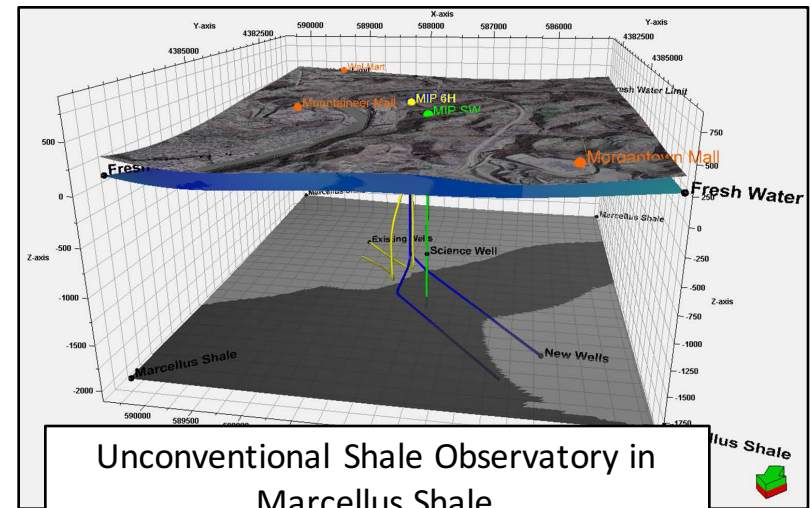 X-axis
Y-axis
Y-axis
590000
589000
588000
587000
586000
4382500
4385000
4382500
4385000
Wal-Mart
Fresh Water Limit
MIP 6H
Mountaineer Mall
MIP SW
Morgantown Mall
Fresh Water
Marcellus Shale
Marcellus Shale
Existing Wells
Science Well
New Wells
Marcellus Shale
Z-axis
500
0
-500
-1000
-1500
-2000
750
500
250
0
-250
-500
-750
-1000
-1250
-1500
-1750
Z-axis
590000
589500
llus Shale
Unconventional Shale Observatory in
Marcellus Shale